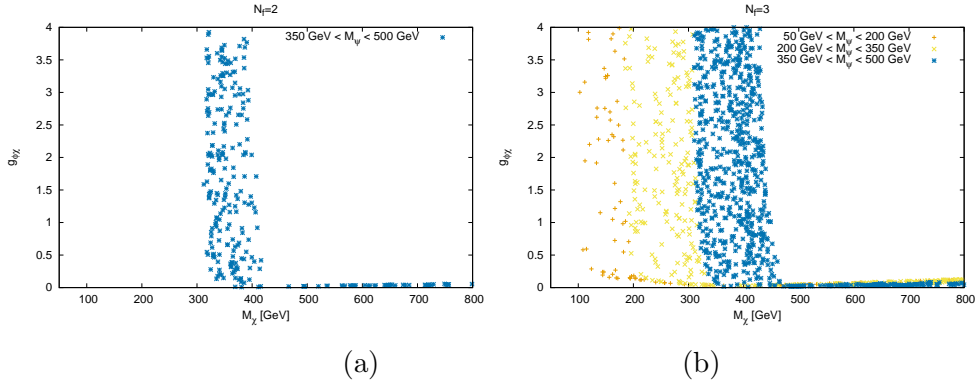 N_f=2
350 GeV < M_ψ < 500 GeV
g_ϕχ
4
3.5
3
2.5
2
1.5
1
0.5
0
100 200 300 400 500 600 700 800
M_χ [GeV]
(a)
N_f=3
50 GeV < M_ψ < 200 GeV
200 GeV < M_ψ < 350 GeV
350 GeV < M_ψ < 500 GeV
g_ϕχ
4
3.5
3
2.5
2
1.5
1
0.5
0
100 200 300 400 500 600 700 800
M_χ [GeV]
(b)